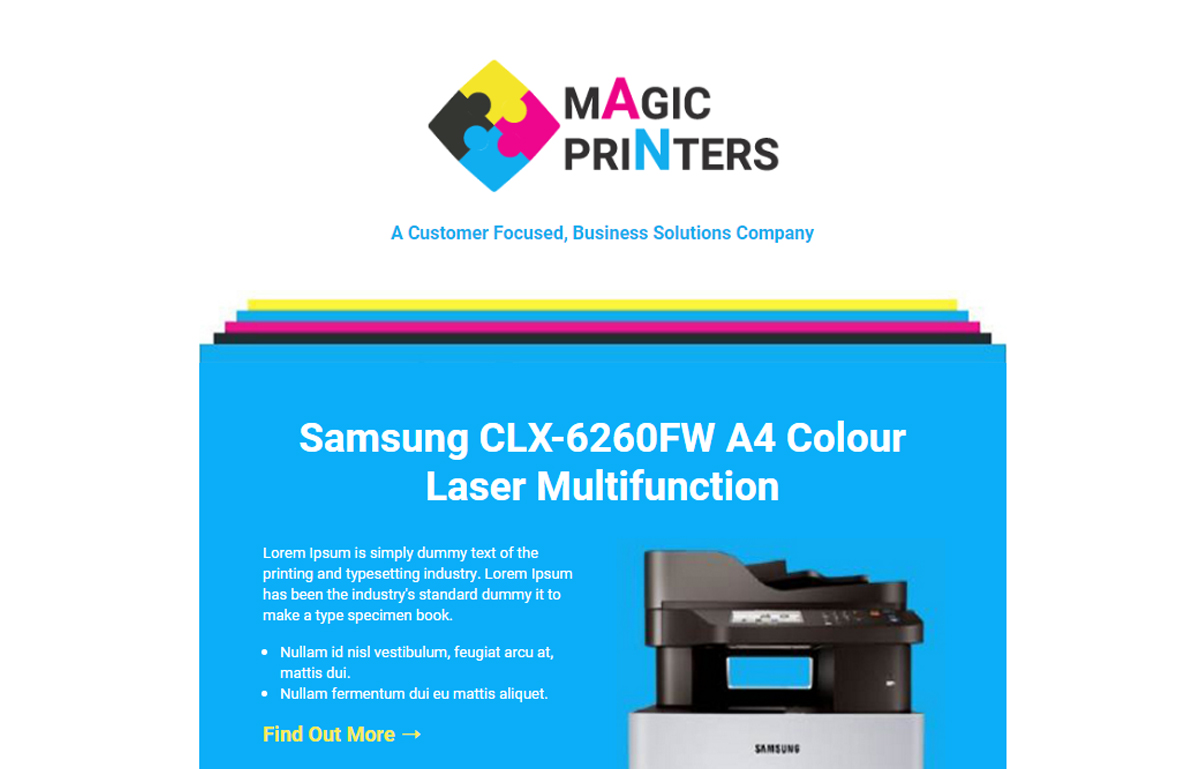 MAGIC
PRINTERS
A Customer Focused, Business Solutions Company
Samsung CLX-6260FW A4 Colour
Laser Multifunction
Lorem Ipsum is simply dummy text of the
printing and typesetting industry. Lorem Ipsum
has been the industry's standard dummy it to
make a type specimen book.
• Nullam id nisl vestibulum, feugiat arcu at,
mattis dui.
• Nullam fermentum dui eu mattis aliquet.
Find Out More →
SAMSUNG